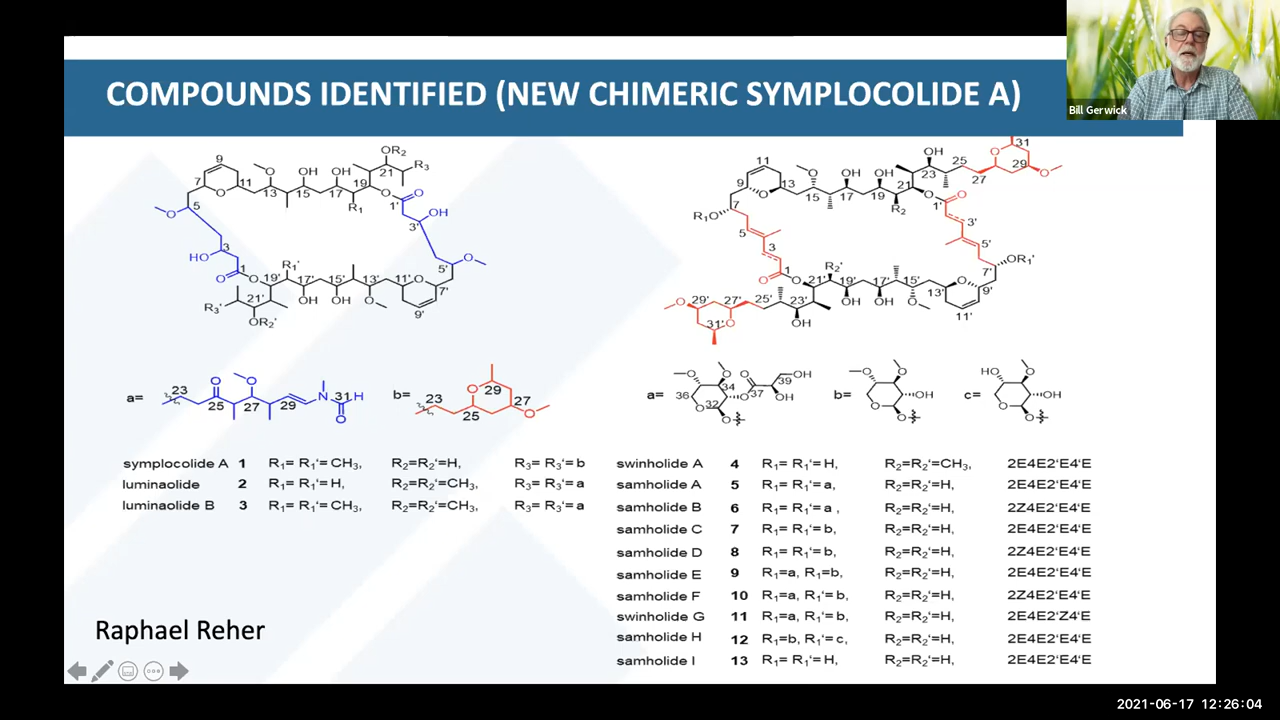 COMPOUNDS IDENTIFIED (NEW CHIMERIC SYMPLOCOLIDE A)
Bill Gerwick
a=
b=
a=
b=
c=
symplocolide A 1 R1= R1'= CH3, R2=R2'=H, R3= R3'= b
luminaolide 2 R1= R1'= H, R2=R2'=CH3, R3= R3'= a
luminaolide B 3 R1= R1'= CH3, R2=R2'=CH3, R3= R3'= a
swinholide A 4 R1= R1'= H, R2=R2'=CH3, 2E4E2'E4'E
samholide A 5 R1= R1'= a, R2=R2'=H, 2E4E2'E4'E
samholide B 6 R1= R1'= a , R2=R2'=H, 2Z4E2'E4'E
samholide C 7 R1= R1'= b, R2=R2'=H, 2E4E2'E4'E
samholide D 8 R1= R1'= b, R2=R2'=H, 2Z4E2'E4'E
samholide E 9 R1=a, R1=b, R2=R2'=H, 2E4E2'E4'E
samholide F 10 R1=a, R1'= b, R2=R2'=H, 2Z4E2'E4'E
swinholide G 11 R1=a, R1'= b, R2=R2'=H, 2E4E2'Z4'E
samholide H 12 R1=b, R1'= c, R2=R2'=H, 2E4E2'E4'E
samholide I 13 R1= R1'= H, R2=R2'=H, 2E4E2'E4'E
Raphael Reher
2021-06-17 12:26:04